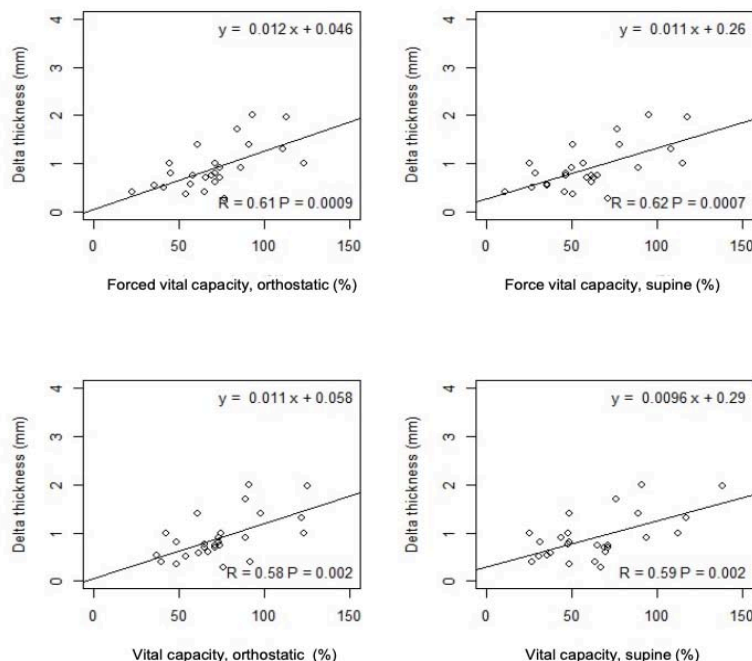 y = 0.012 x + 0.046
Delta thickness (mm)
0 1 2 3 4
R = 0.61 P = 0.0009
0 50 100 150
Forced vital capacity, orthostatic (%)
y = 0.011 x + 0.26
Delta thickness (mm)
0 1 2 3 4
R = 0.62 P = 0.0007
0 50 100 150
Force vital capacity, supine (%)
y = 0.011 x + 0.058
Delta thickness (mm)
0 1 2 3 4
R = 0.58 P = 0.002
0 50 100 150
Vital capacity, orthostatic (%)
y = 0.0096 x + 0.29
Delta thickness (mm)
0 1 2 3 4
R = 0.59 P = 0.002
0 50 100 150
Vital capacity, supine (%)